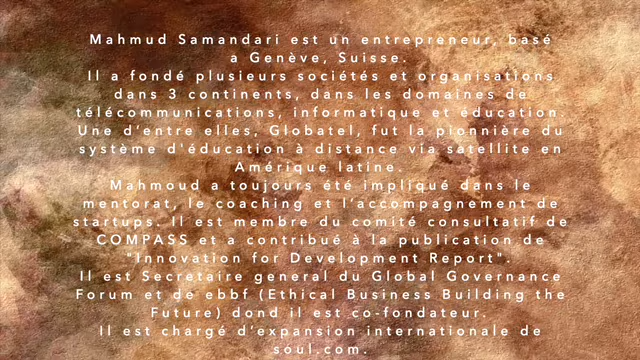 Mahmud Samandari est un entrepreneur, basé
a Genève, Suisse.
Il a fondé plusieurs sociétés et organisations
dans 3 continents, dans les domaines de
télécommunications, informatique et éducation.
Une d'entre elles, Globatel, fut la pionnière du
système d'éducation à distance via satellite en
Amérique latine.
Mahmoud a toujours été impliqué dans le
mentorat, le coaching et l'accompagnement de
startups. Il est membre du comité consultatif de
COMPASS et a contribué à la publication de
"Innovation for Development Report".
Il est Secretaire general du Global Governance
Forum et de ebbf (Ethical Business Building the
Future) dond il est co-fondateur.
Il est chargé d'expansion internationale de
soul.com.